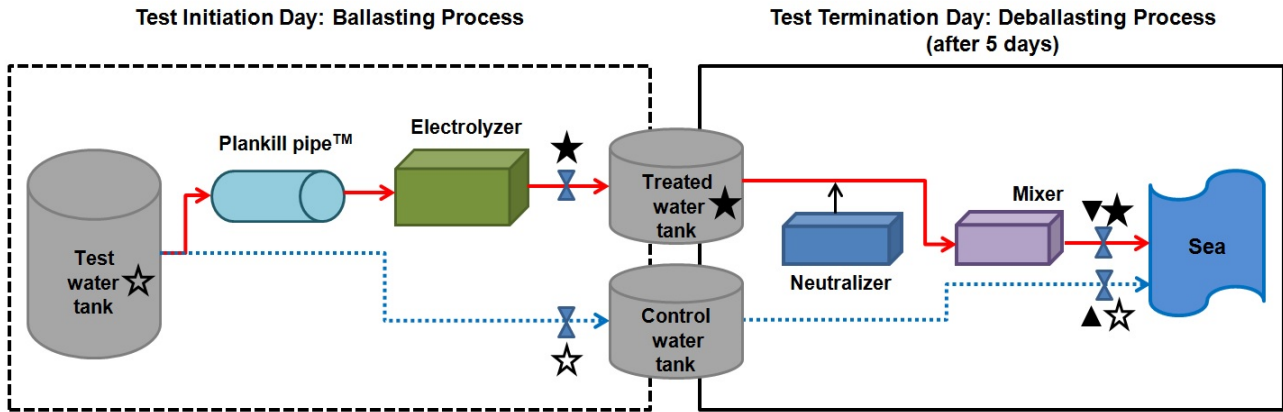 Test Initiation Day: Ballasting Process
Test Termination Day: Deballasting Process
(after 5 days)
Plankill pipe™
Electrolyzer
Test
water
tank
Treated
water
tank
Control
water
tank
Neutralizer
Mixer
Sea